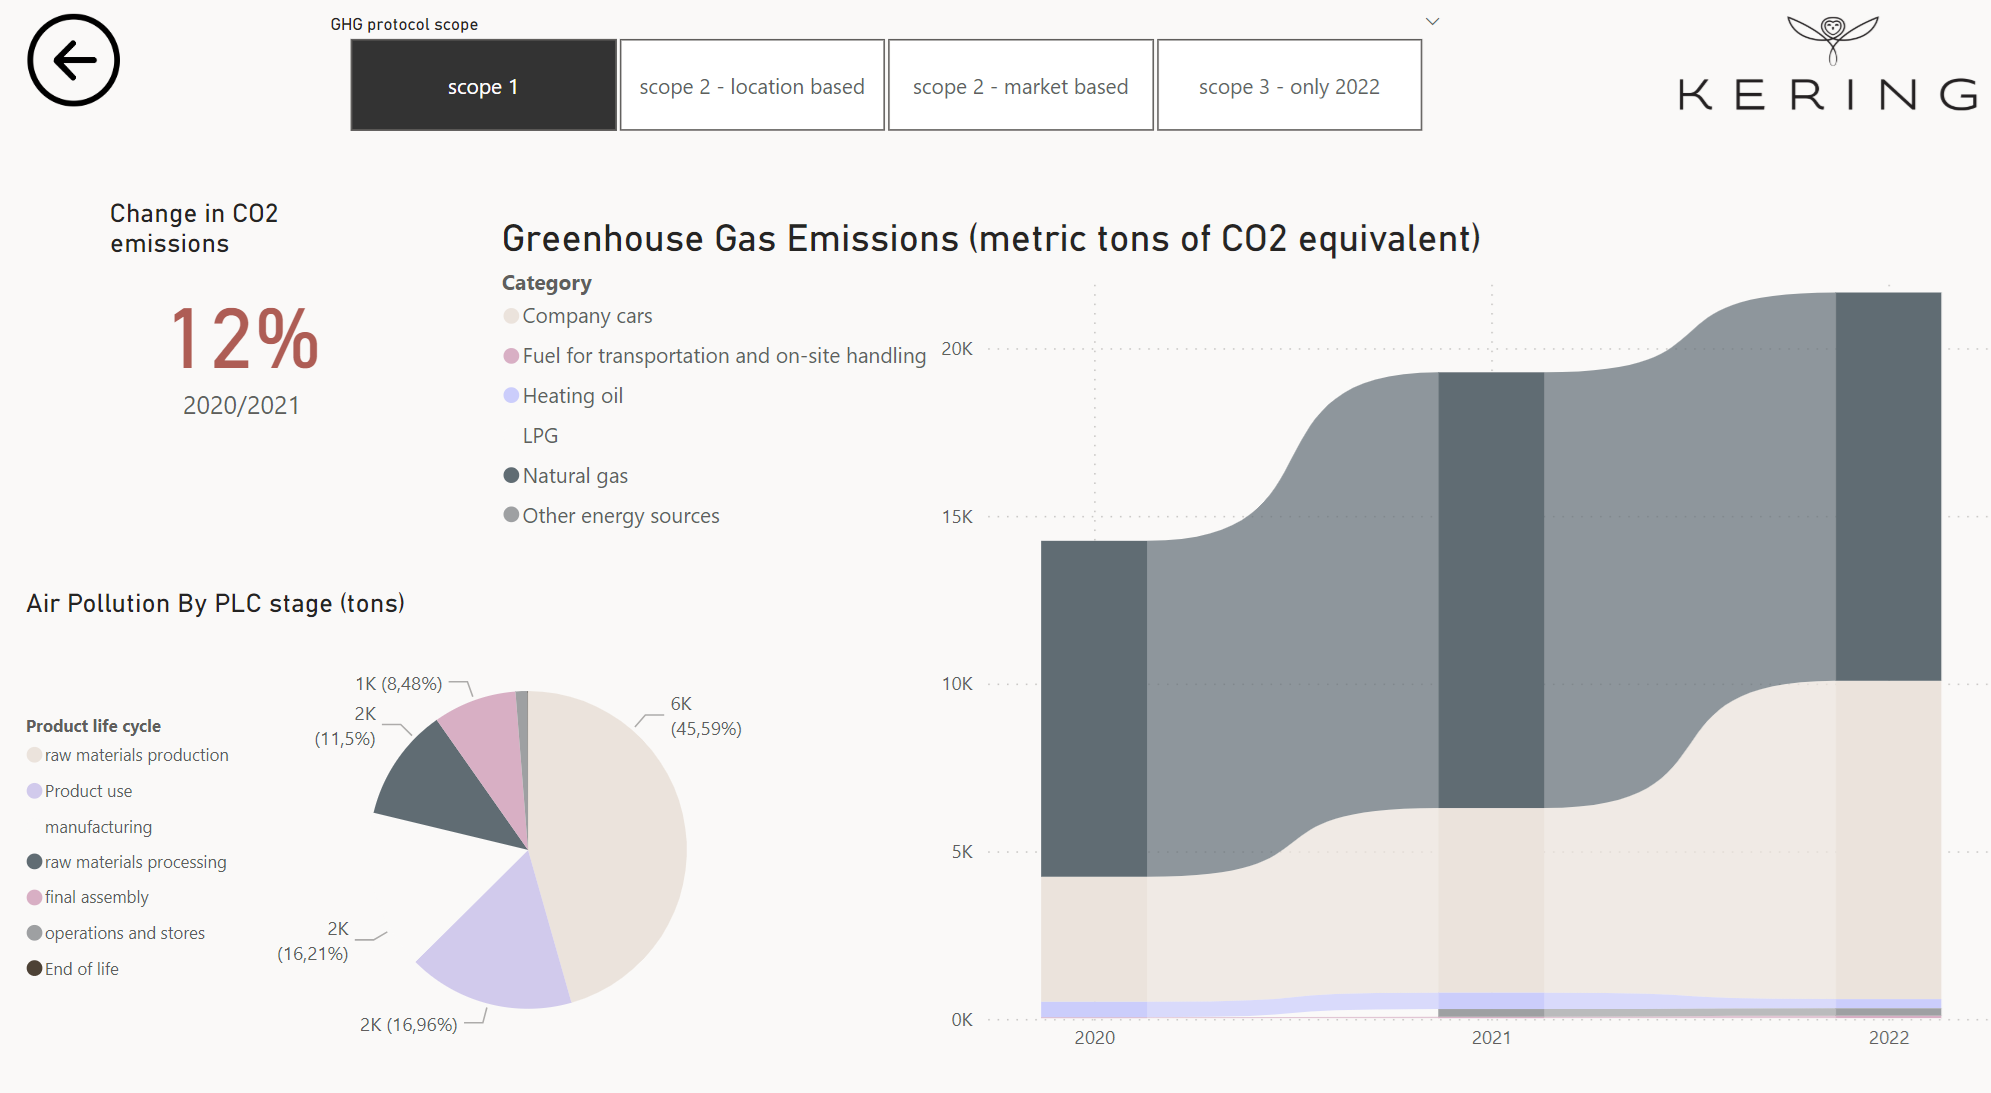 GHG protocol scope
scope 1
scope 2 - location based
scope 2 - market based
scope 3 - only 2022
KERING
Change in CO2
emissions
12%
2020/2021
Greenhouse Gas Emissions (metric tons of CO2 equivalent)
Category
Company cars
Fuel for transportation and on-site handling
Heating oil
LPG
Natural gas
Other energy sources
20K
15K
10K
5K
0K
2020
2021
2022
Air Pollution By PLC stage (tons)
Product life cycle
raw materials production
Product use
manufacturing
raw materials processing
final assembly
operations and stores
End of life
1K (8,48%)
2K
(11,5%)
6K
(45,59%)
2K
(16,21%)
2K (16,96%)